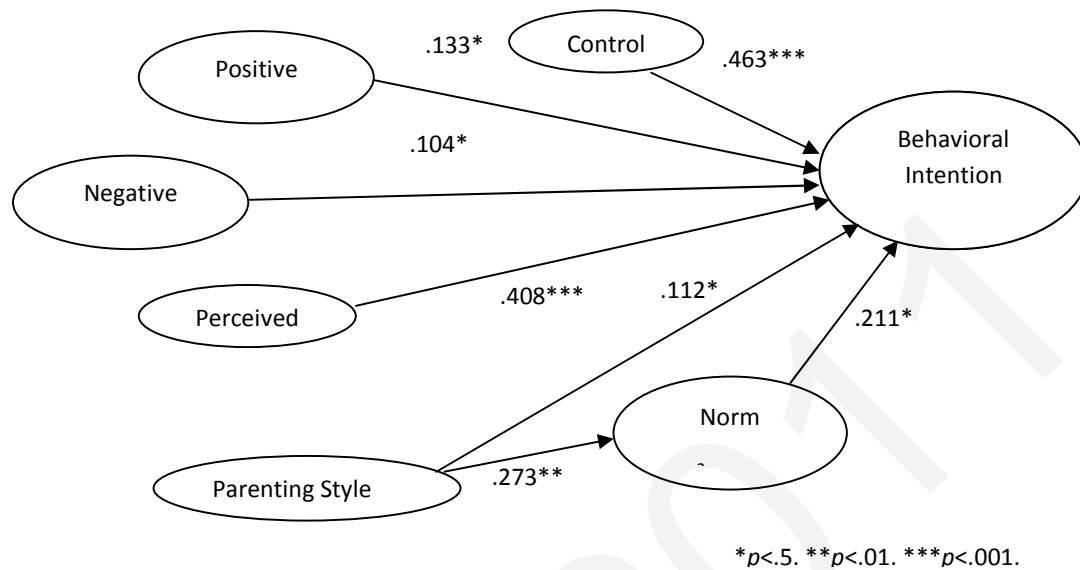 .133*
Control
.463***
Positive
.104*
Behavioral
Intention
Negative
.408***
.112*
Perceived
.211*
Norm
.273**
Parenting Style
*p<.5. **p<.01. ***p<.001.